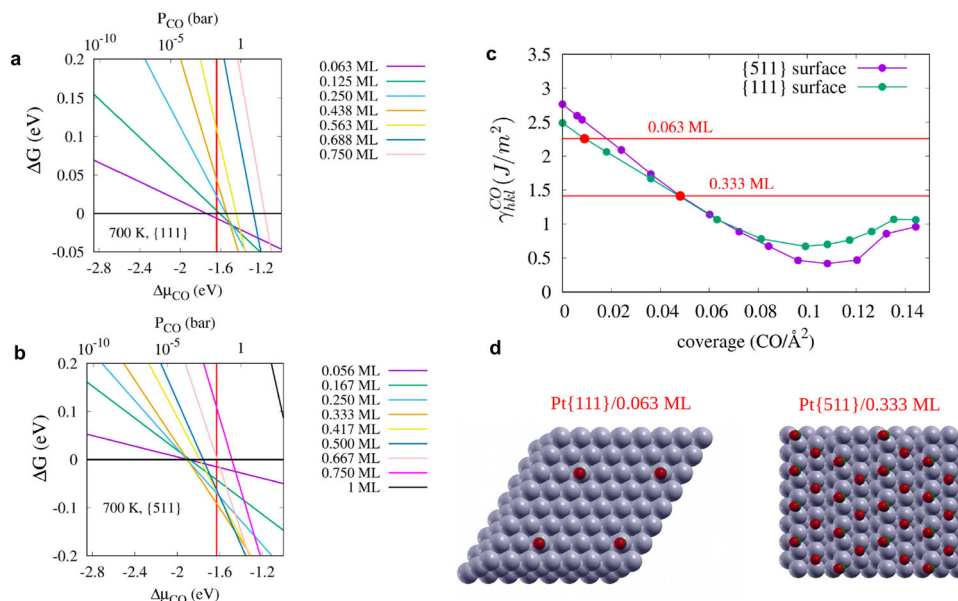 a
P_CO (bar)
10^-10 10^-5 1
0.2
0.15
0.1
0.05
0
-0.05
ΔG (eV)
700 K, {111}
-2.8 -2.4 -2 -1.6 -1.2
Δμ_CO (eV)
0.063 ML
0.125 ML
0.250 ML
0.438 ML
0.563 ML
0.688 ML
0.750 ML
b
P_CO (bar)
10^-10 10^-4 1
0.2
0.1
0
-0.1
-0.2
ΔG (eV)
700 K, {511}
-2.8 -2.4 -2 -1.6 -1.2
Δμ_CO (eV)
0.056 ML
0.167 ML
0.250 ML
0.333 ML
0.417 ML
0.500 ML
0.667 ML
0.750 ML
1 ML
c
3.5
3
2.5
2
1.5
1
0.5
0
γ_hkl^CO (J/m^2)
{511} surface
{111} surface
0.063 ML
0.333 ML
0 0.02 0.04 0.06 0.08 0.1 0.12 0.14
coverage (CO/Å^2)
d
Pt{111}/0.063 ML
Pt{511}/0.333 ML